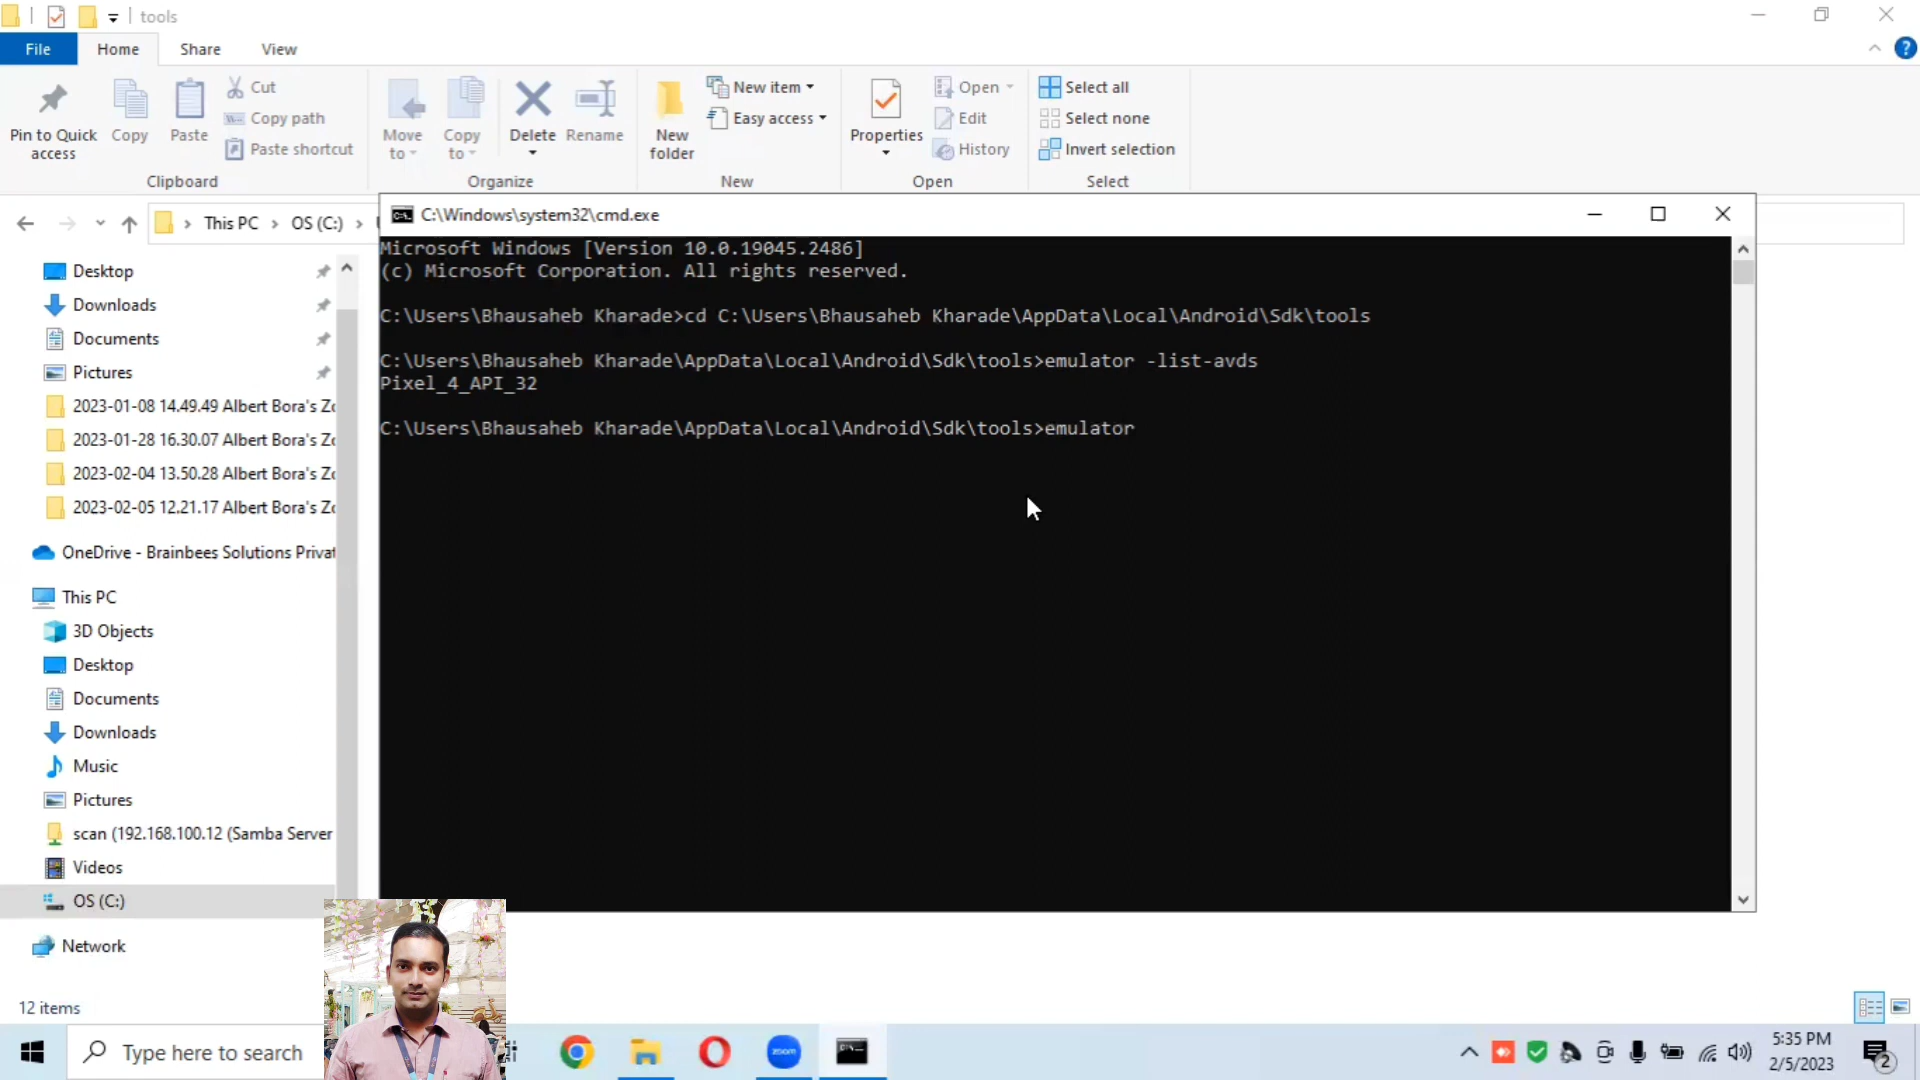 tools
File Home Share View
Pin to Quick access
Copy
Paste
Cut
Copy path
Paste shortcut
Clipboard
Move to
Copy to
Delete
Rename
Organize
New folder
New item
Easy access
New
Properties
Open
Edit
History
Open
Select all
Select none
Invert selection
Select
This PC > OS (C:) >
C:\Windows\system32\cmd.exe
Microsoft Windows [Version 10.0.19045.2486]
(c) Microsoft Corporation. All rights reserved.
C:\Users\Bhausaheb Kharade>cd C:\Users\Bhausaheb Kharade\AppData\Local\Android\Sdk\tools
C:\Users\Bhausaheb Kharade\AppData\Local\Android\Sdk\tools>emulator -list-avds
Pixel_4_API_32
C:\Users\Bhausaheb Kharade\AppData\Local\Android\Sdk\tools>emulator
Desktop
Downloads
Documents
Pictures
2023-01-08 14.49.49 Albert Bora's Zo
2023-01-28 16.30.07 Albert Bora's Zo
2023-02-04 13.50.28 Albert Bora's Zo
2023-02-05 12.21.17 Albert Bora's Zo
OneDrive - Brainbees Solutions Privat
This PC
3D Objects
Desktop
Documents
Downloads
Music
Pictures
scan (192.168.100.12 (Samba Server
Videos
OS (C:)
Network
12 items
Type here to search
zoom
5:35 PM
2/5/2023
2